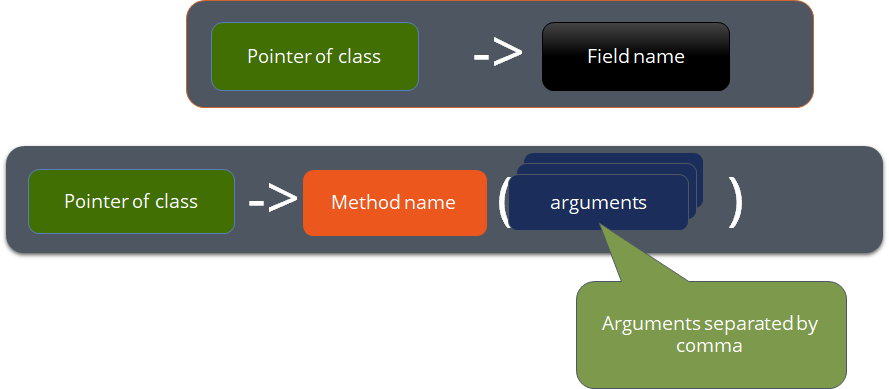 Pointer of class -> Field name
Pointer of class -> Method name ( arguments )
Arguments separated by
comma